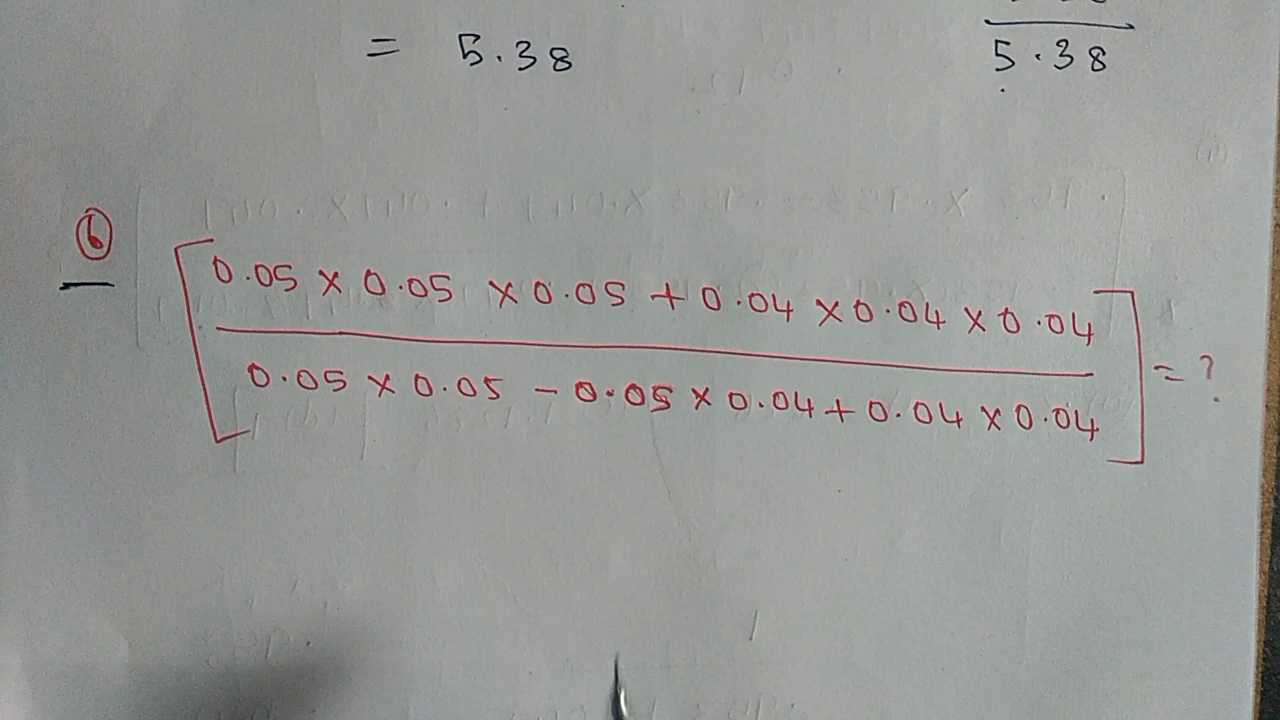 = 5.38
5.38
6
0.05 × 0.05 × 0.05 + 0.04 × 0.04 × 0.04
0.05 × 0.05 - 0.05 × 0.04 + 0.04 × 0.04
= ?